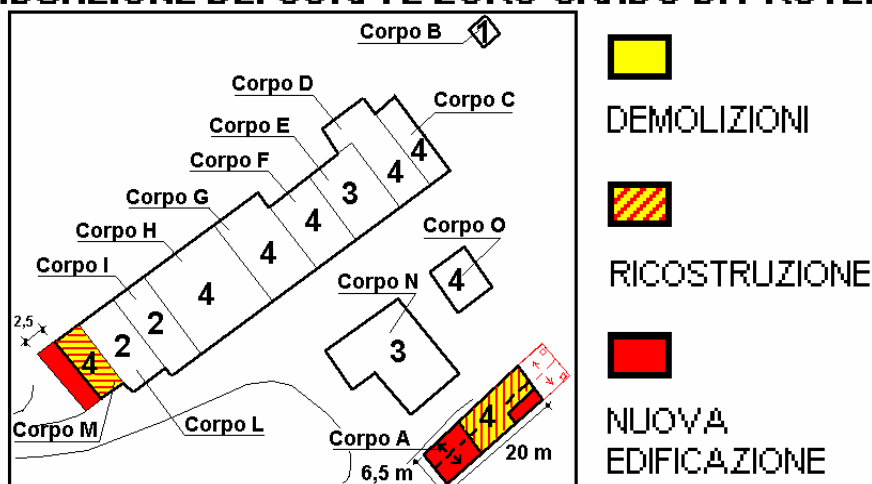 Corpo B
1
Corpo D
Corpo C
4
Corpo E
4
3
Corpo F
4
Corpo G
4
Corpo O
4
Corpo H
4
Corpo I
2
Corpo N
3
2,5
2
4
Corpo M
Corpo L
Corpo A
4
6,5 m
20 m
DEMOLIZIONI
RICOSTRUZIONE
NUOVA
EDIFICAZIONE